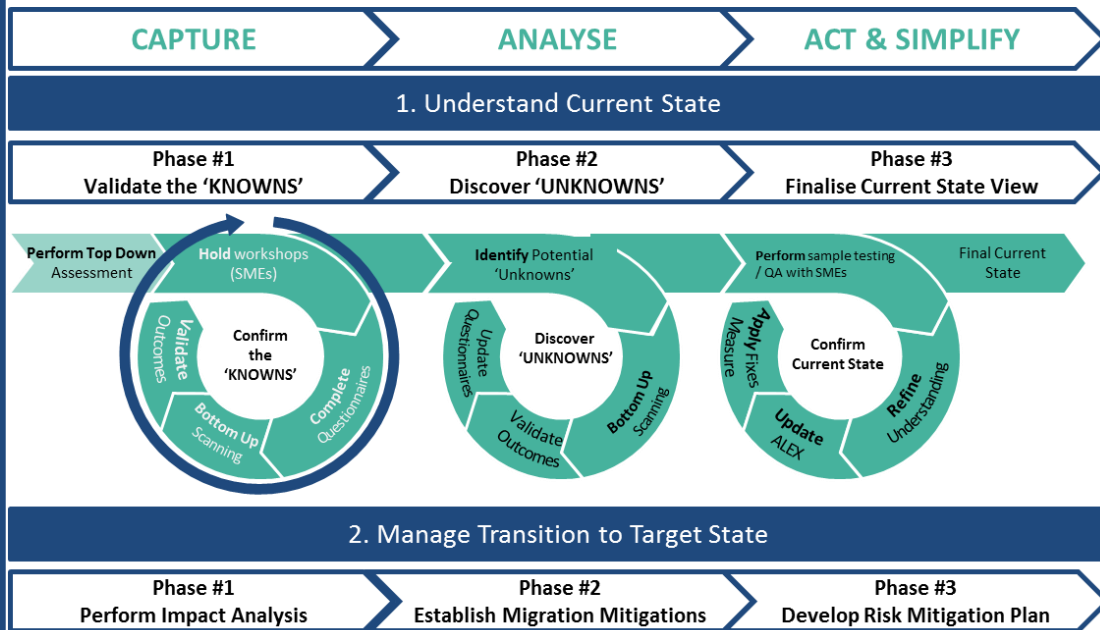 CAPTURE
ANALYSE
ACT & SIMPLIFY
1. Understand Current State
Phase #1
Validate the ‘KNOWNS’
Phase #2
Discover ‘UNKNOWNS’
Phase #3
Finalise Current State View
Perform Top Down
Assessment
Hold workshops
(SMEs)
Complete
Questionnaires
Bottom Up
Scanning
Validate
Outcomes
Confirm
the
‘KNOWNS’
Identify Potential
‘Unknowns’
Bottom Up
Scanning
Validate
Outcomes
Update
Questionnaires
Discover
‘UNKNOWNS’
Perform sample testing
/ QA with SMEs
Refine
Understanding
Update
ALEX
Apply Fixes
Measure
Confirm
Current State
Final Current
State
2. Manage Transition to Target State
Phase #1
Perform Impact Analysis
Phase #2
Establish Migration Mitigations
Phase #3
Develop Risk Mitigation Plan